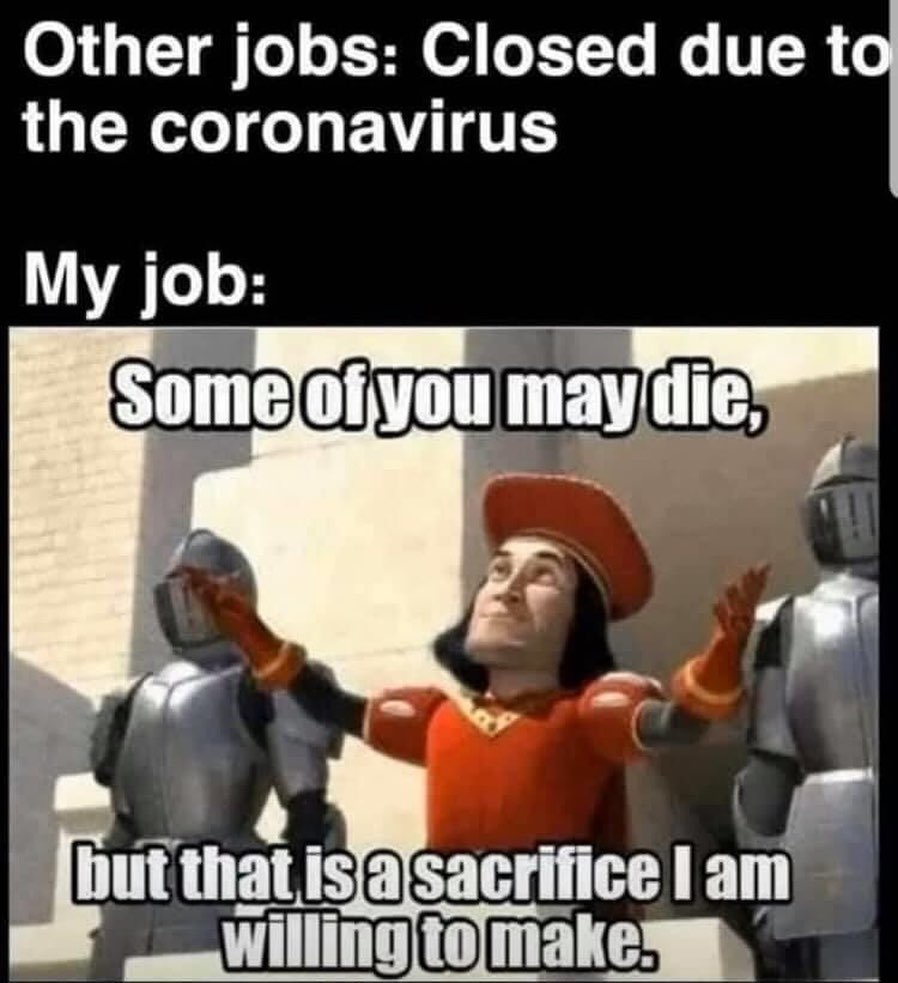 Other jobs: Closed due to
the coronavirus
My job:
Some of you may die,
but that is a sacrifice I am
willing to make.